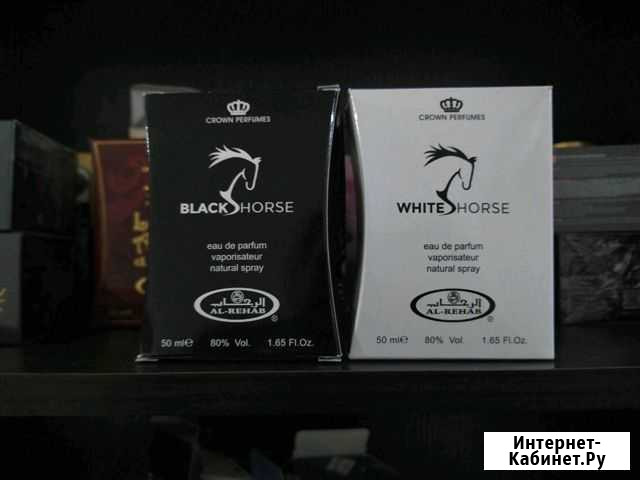 CROWN PERFUMES
BLACK HORSE
eau de parfum
vaporisateur
natural spray
الرحاب
AL-REHAB
®
50 ml℮ 80% Vol. 1.65 Fl.Oz.
CROWN PERFUMES
WHITE HORSE
eau de parfum
vaporisateur
natural spray
الرحاب
AL-REHAB
®
50 ml℮ 80% Vol. 1.65 Fl.Oz.
Интернет-
Кабинет.Ру